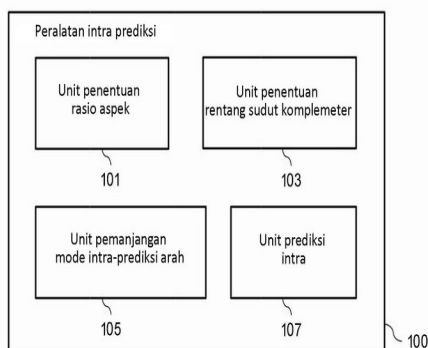 Peralatan intra prediksi
Unit penentuan
rasio aspek
101
Unit penentuan
rentang sudut komplemeter
103
Unit pemanjangan
mode intra-prediksi arah
105
Unit prediksi
intra
107
100